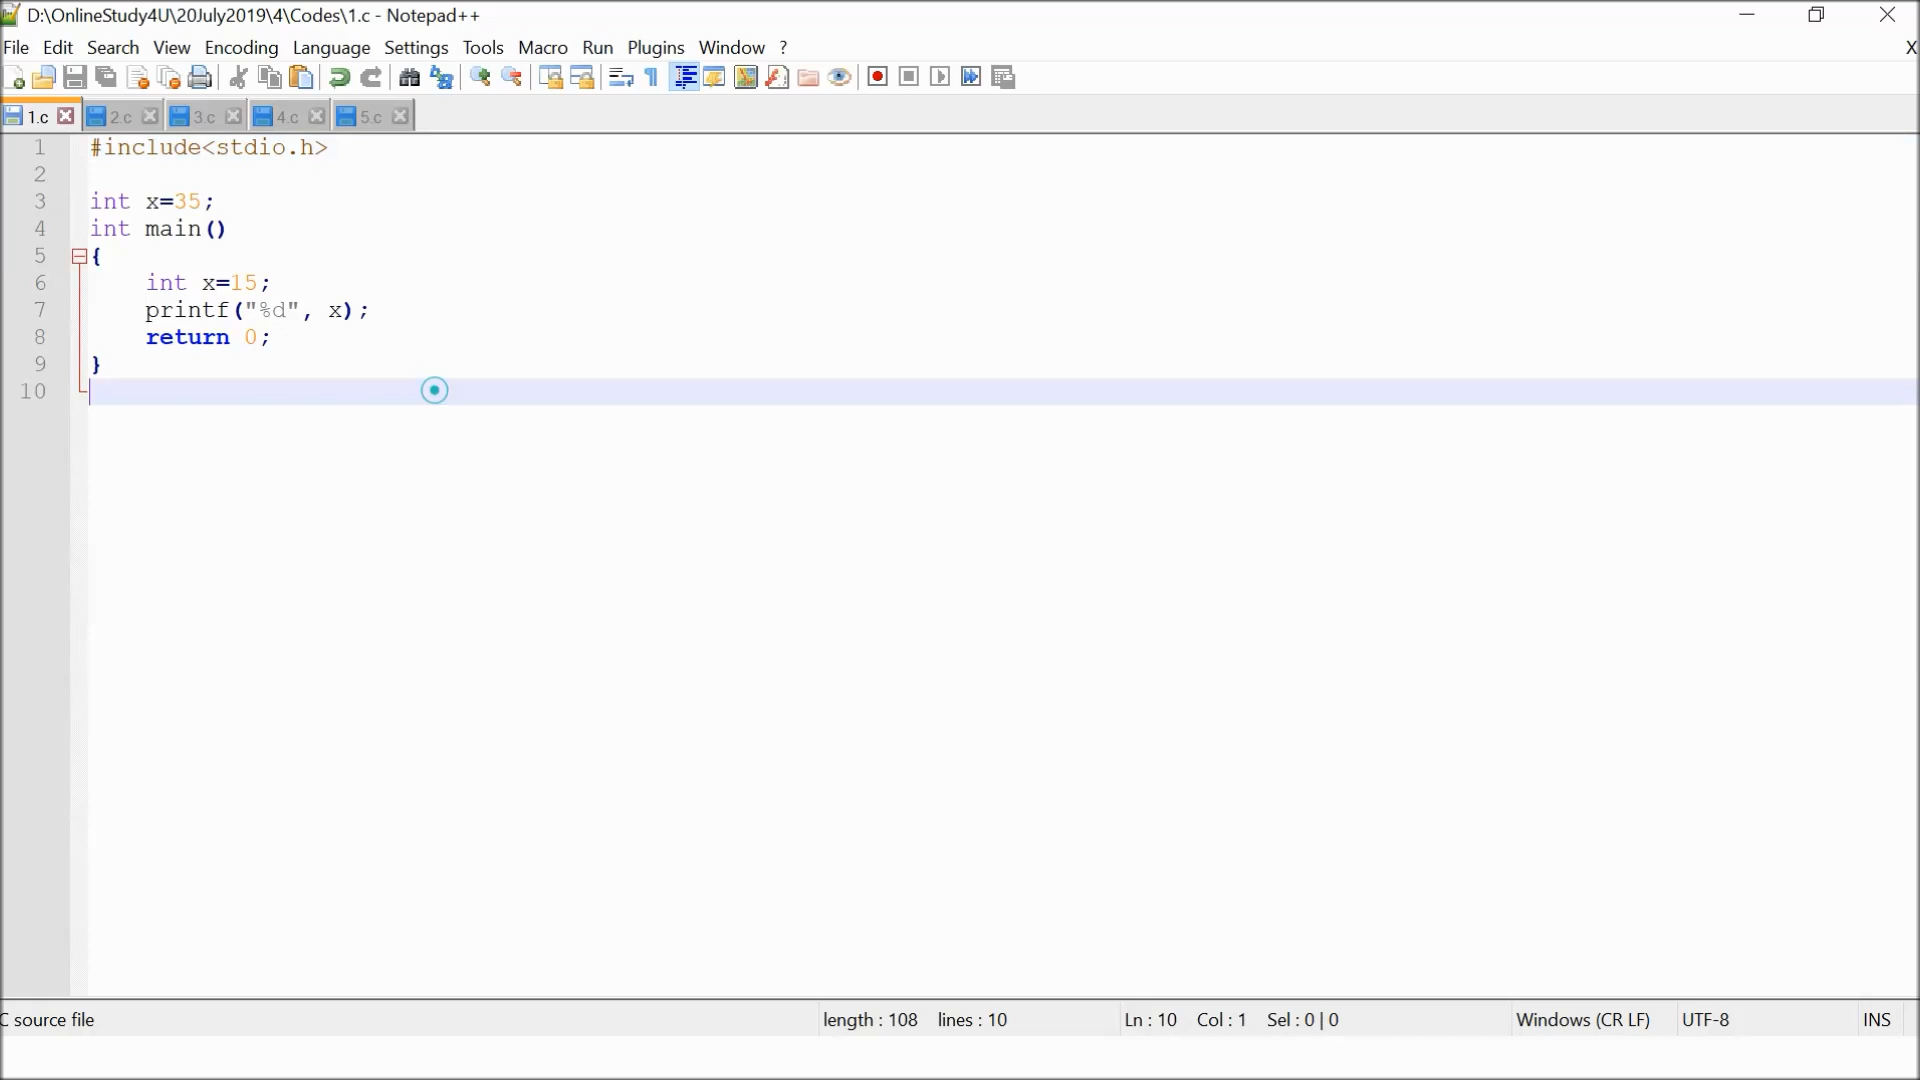 D:\OnlineStudy4U\20July2019\4\Codes\1.c - Notepad++
File Edit Search View Encoding Language Settings Tools Macro Run Plugins Window ? X
1.c 2.c 3.c 4.c 5.c
1 #include<stdio.h>
2
3 int x=35;
4 int main()
5 {
6 int x=15;
7 printf("%d", x);
8 return 0;
9 }
10
C source file length : 108 lines : 10 Ln : 10 Col : 1 Sel : 0 | 0 Windows (CR LF) UTF-8 INS